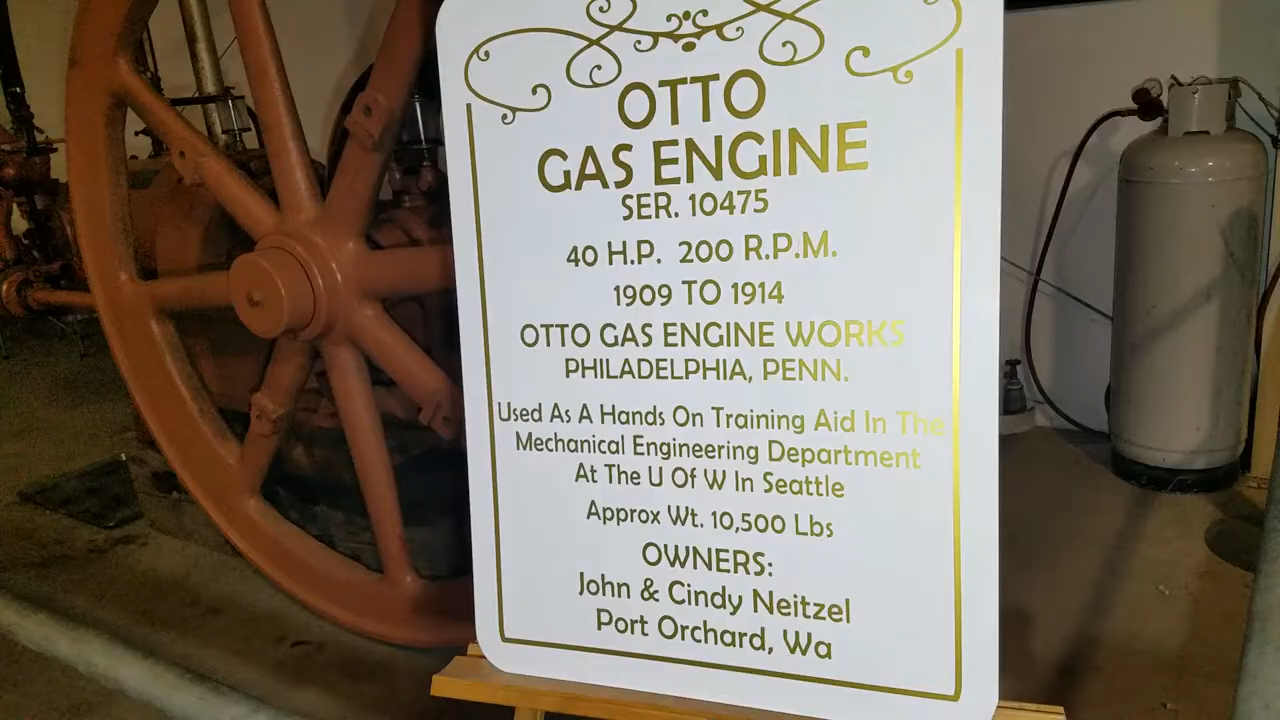 OTTO
GAS ENGINE
SER. 10475
40 H.P. 200 R.P.M.
1909 TO 1914
OTTO GAS ENGINE WORKS
PHILADELPHIA, PENN.
Used As A Hands On Training Aid In The
Mechanical Engineering Department
At The U Of W In Seattle
Approx Wt. 10,500 Lbs
OWNERS:
John & Cindy Neitzel
Port Orchard, Wa